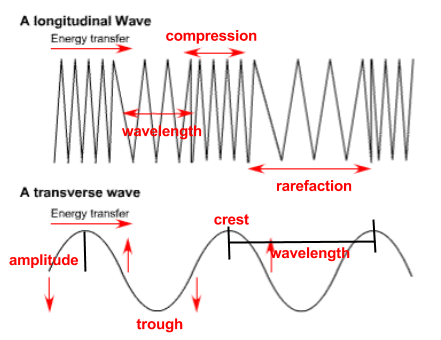 A longitudinal Wave
Energy transfer
compression
wavelength
rarefaction
A transverse wave
Energy transfer
crest
amplitude
wavelength
trough